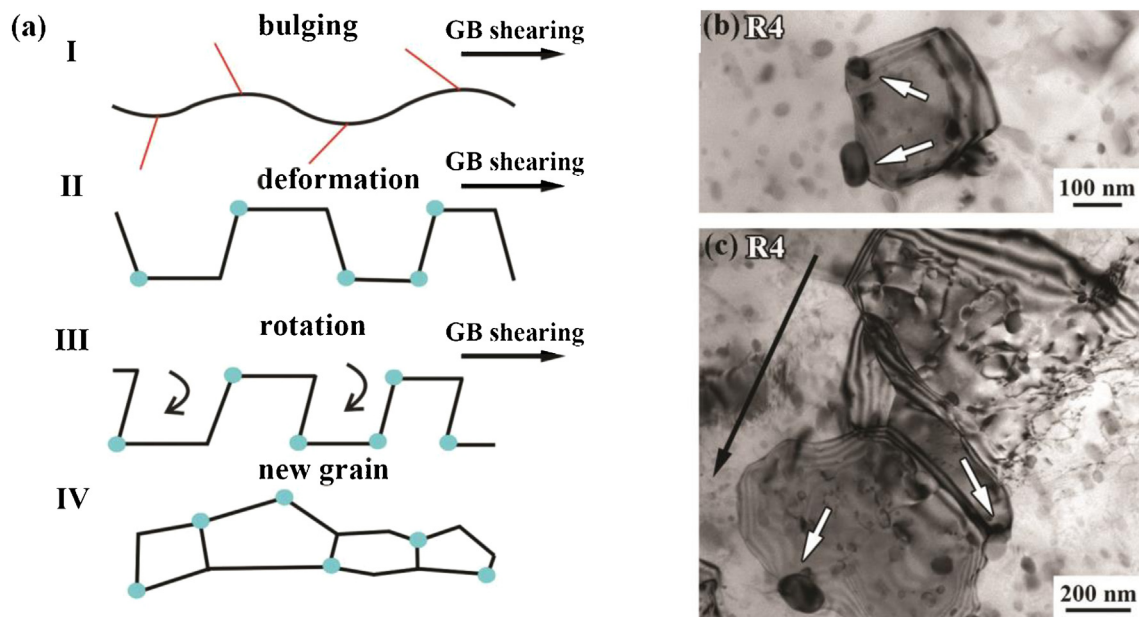 (a)
I
bulging
GB shearing
II
deformation
GB shearing
III
rotation
GB shearing
IV
new grain
(b) R4
100 nm
(c) R4
200 nm